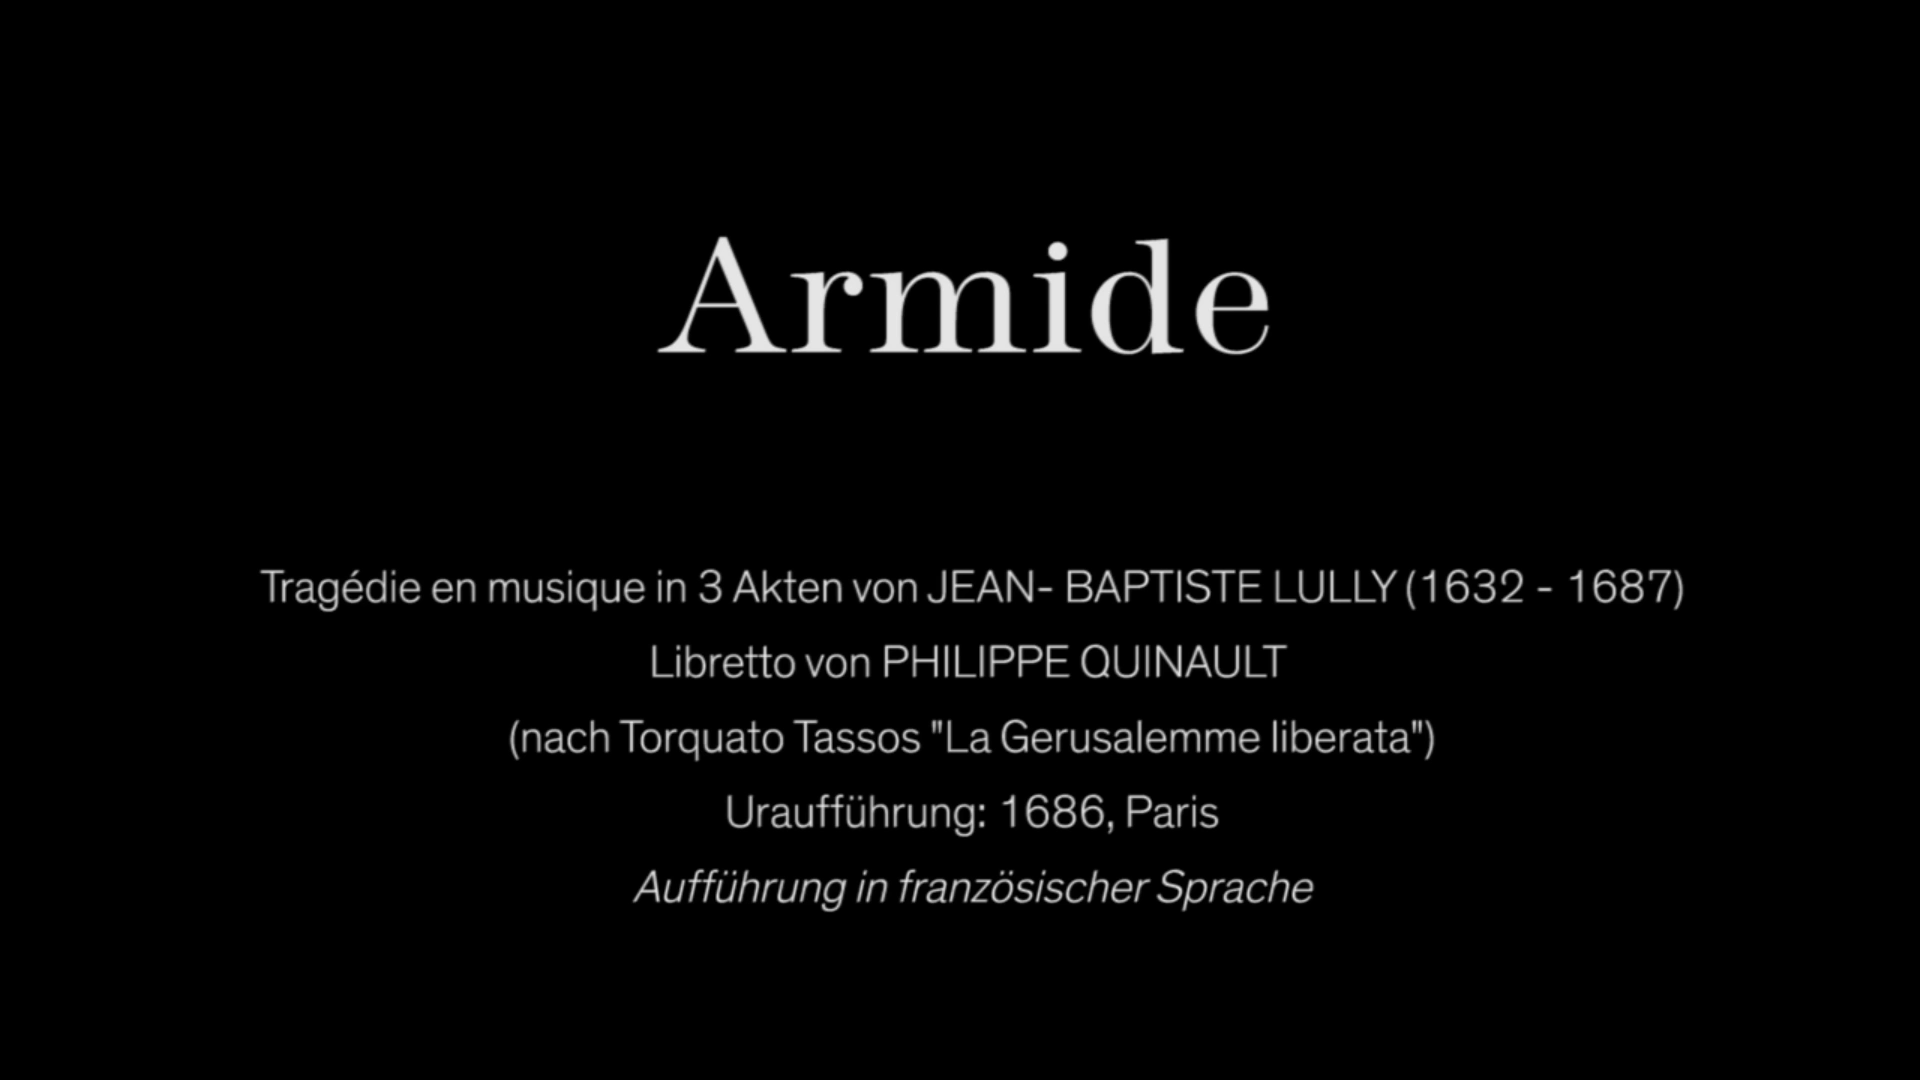 Armide
Tragédie en musique in 3 Akten von JEAN- BAPTISTE LULLY (1632 - 1687)
Libretto von PHILIPPE QUINAULT
(nach Torquato Tassos "La Gerusalemme liberata")
Uraufführung: 1686, Paris
Aufführung in französischer Sprache